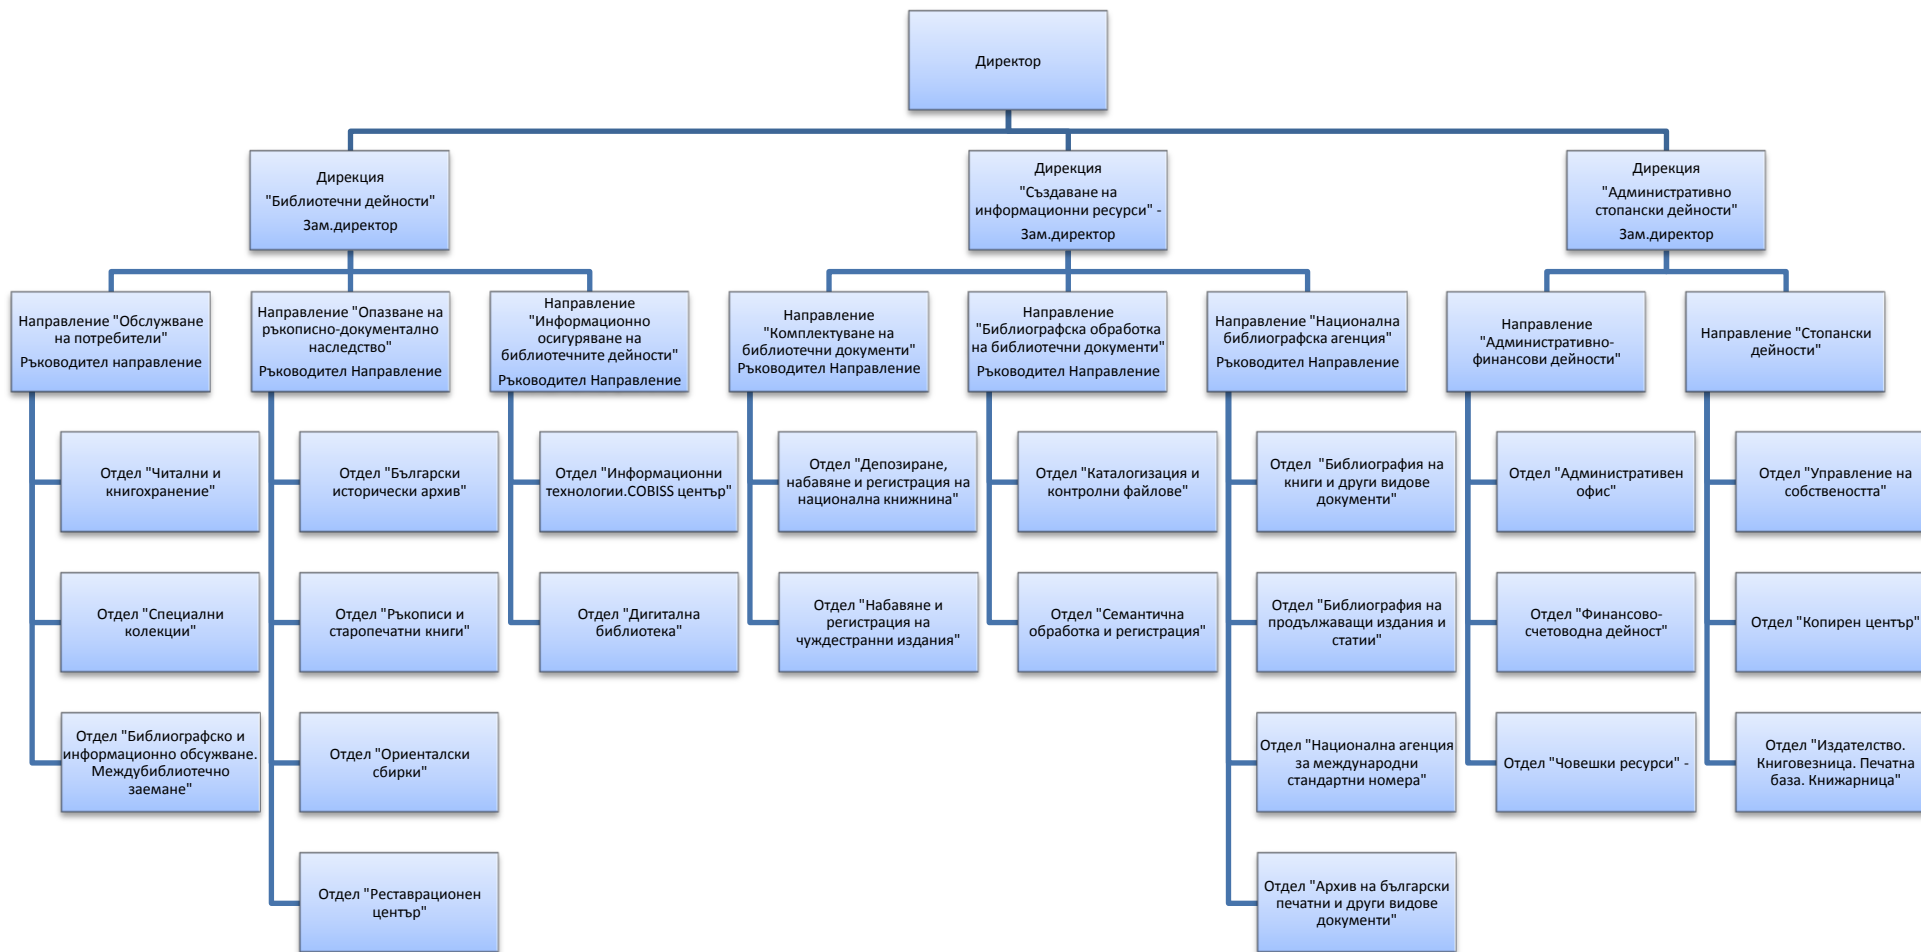 Директор
Дирекция
"Библиотечни дейности"
Зам.директор
Дирекция
"Създаване на
информационни ресурси" -
Зам.директор
Дирекция
"Административно
стопански дейности"
Зам.директор
Направление "Обслужване
на потребители"
Ръководител направление
Направление "Опазване на
ръкописно-документално
наследство"
Ръководител Направление
Направление
"Информационно
осигуряване на
библиотечните дейности"
Ръководител Направление
Направление
"Комплектуване на
библиотечни документи"
Ръководител Направление
Направление
"Библиографска обработка
на библиотечни документи"
Ръководител Направление
Направление "Национална
библиографска агенция"
Ръководител Направление
Направление
"Административно-
финансови дейности"
Направление "Стопански
дейности"
Отдел "Читални и
книгохранение"
Отдел "Специални
колекции"
Отдел "Библиографско и
информационно обсужване.
Междубиблиотечно
заемане"
Отдел "Български
исторически архив"
Отдел "Ръкописи и
старопечатни книги"
Отдел "Ориенталски
сбирки"
Отдел "Реставрационен
център"
Отдел "Информационни
технологии.COBISS център"
Отдел "Дигитална
библиотека"
Отдел "Депозиране,
набавяне и регистрация на
национална книжнина"
Отдел "Набавяне и
регистрация на
чуждестранни издания"
Отдел "Каталогизация и
контролни файлове"
Отдел "Семантична
обработка и регистрация"
Отдел  "Библиография на
книги и други видове
документи"
Отдел "Библиография на
продължаващи издания и
статии"
Отдел "Национална агенция
за международни
стандартни номера"
Отдел "Архив на български
печатни и други видове
документи"
Отдел "Административен
офис"
Отдел "Финансово-
счетоводна дейност"
Отдел "Човешки ресурси" -
Отдел "Управление на
собствеността"
Отдел "Копирен център"
Отдел "Издателство.
Книговезница. Печатна
база. Книжарница"